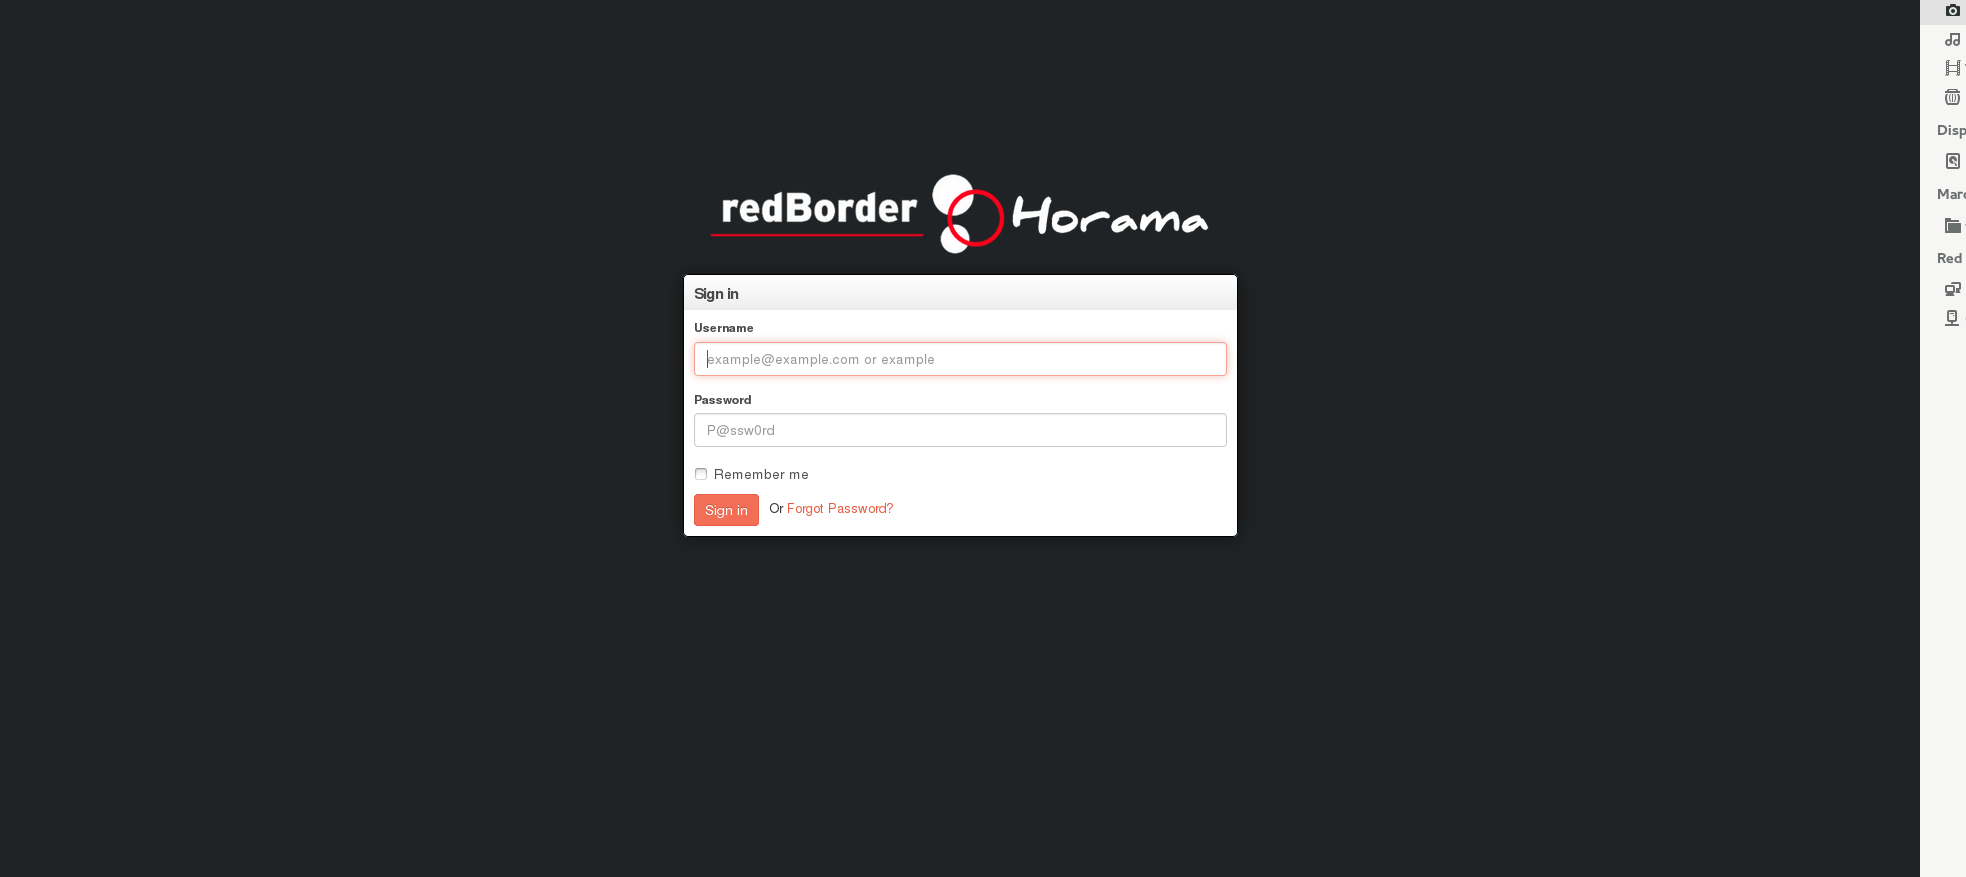 redBorder Horama
Sign in
Username
example@example.com or example
Password
P@ssw0rd
Remember me
Sign in Or Forgot Password?
Disp
Marc
Red